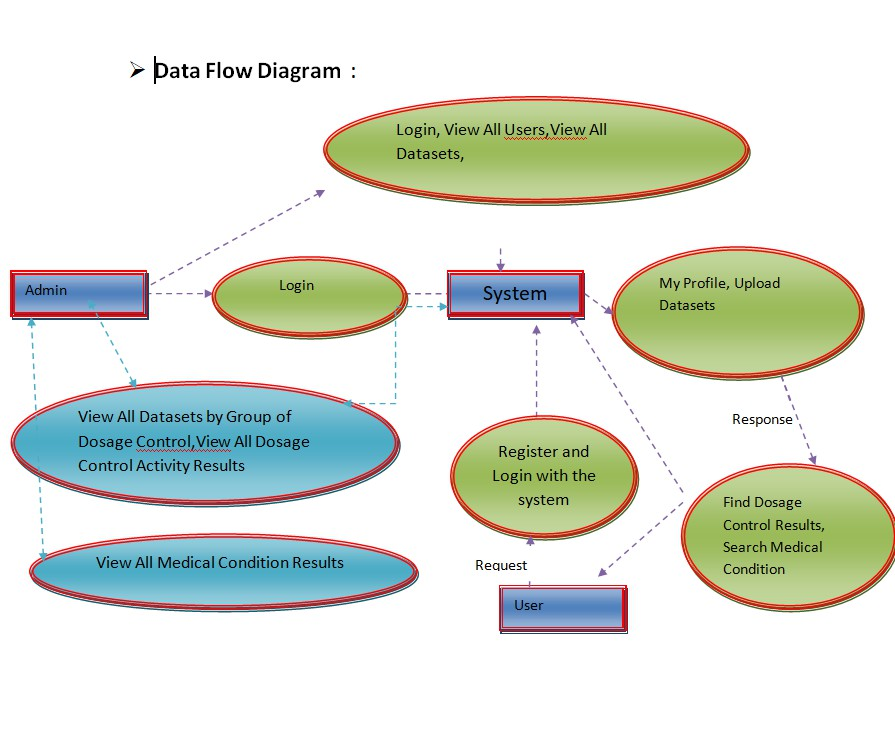 Data Flow Diagram :
Login, View All Users,View All
Datasets,
Admin
Login
System
My Profile, Upload
Datasets
View All Datasets by Group of
Dosage Control,View All Dosage
Control Activity Results
Response
Register and
Login with the
system
Find Dosage
Control Results,
Search Medical
Condition
View All Medical Condition Results
Request
User